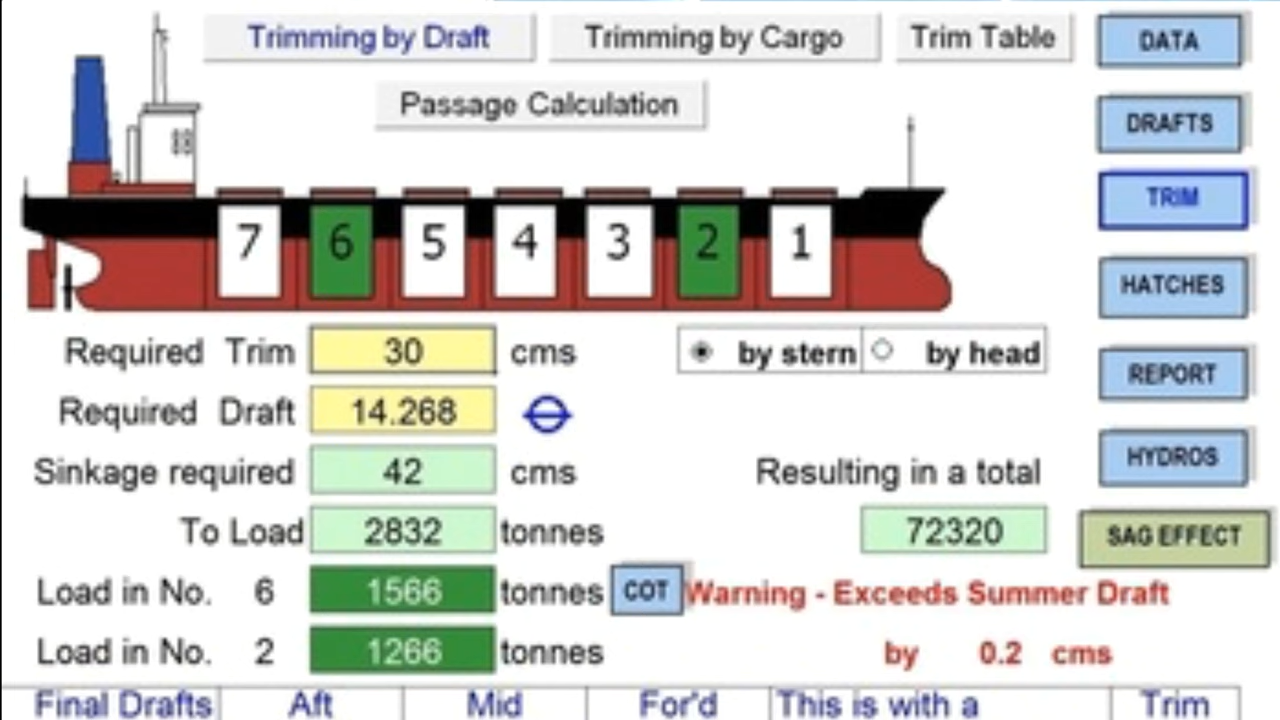 Trimming by Draft Trimming by Cargo Trim Table DATA
Passage Calculation
DRAFTS
TRIM
7 6 5 4 3 2 1
HATCHES
Required Trim 30 cms by stern by head
REPORT
Required Draft 14.268
HYDROS
Sinkage required 42 cms Resulting in a total
To Load 2832 tonnes 72320 SAG EFFECT
Load in No. 6 1566 tonnes COT Warning - Exceeds Summer Draft
Load in No. 2 1266 tonnes by 0.2 cms
Final Drafts Aft Mid For'd This is with a Trim